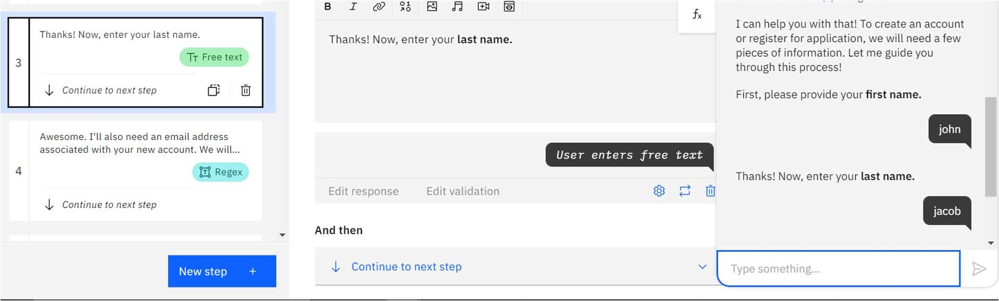 3
Thanks! Now, enter your last name.
Free text
Continue to next step
4
Awesome. I'll also need an email address
associated with your new account. We will...
Regex
Continue to next step
New step +
B I
fx
Thanks! Now, enter your last name.
User enters free text
Edit response Edit validation
And then
Continue to next step
I can help you with that! To create an account
or register for application, we will need a few
pieces of information. Let me guide you
through this process!
First, please provide your first name.
john
Thanks! Now, enter your last name.
jacob
Type something...